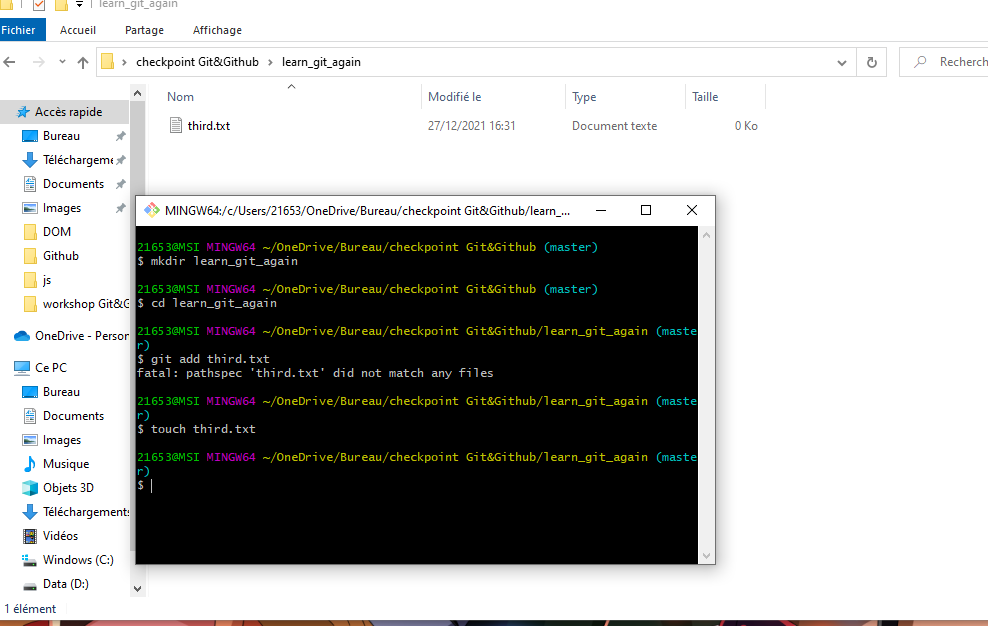 learn_git_again
Fichier Accueil Partage Affichage
checkpoint Git&Github > learn_git_again
Recherch
Nom Modifié le Type Taille
third.txt 27/12/2021 16:31 Document texte 0 Ko
Accès rapide
Bureau
Téléchargeme
Documents
Images
DOM
Github
js
workshop Git&G
OneDrive - Person
Ce PC
Bureau
Documents
Images
Musique
Objets 3D
Téléchargements
Vidéos
Windows (C:)
Data (D:)
1 élément
MINGW64:/c/Users/21653/OneDrive/Bureau/checkpoint Git&Github/learn_...
21653@MSI MINGW64 ~/OneDrive/Bureau/checkpoint Git&Github (master)
$ mkdir learn_git_again
21653@MSI MINGW64 ~/OneDrive/Bureau/checkpoint Git&Github (master)
$ cd learn_git_again
21653@MSI MINGW64 ~/OneDrive/Bureau/checkpoint Git&Github/learn_git_again (maste
r)
$ git add third.txt
fatal: pathspec 'third.txt' did not match any files
21653@MSI MINGW64 ~/OneDrive/Bureau/checkpoint Git&Github/learn_git_again (maste
r)
$ touch third.txt
21653@MSI MINGW64 ~/OneDrive/Bureau/checkpoint Git&Github/learn_git_again (maste
r)
$